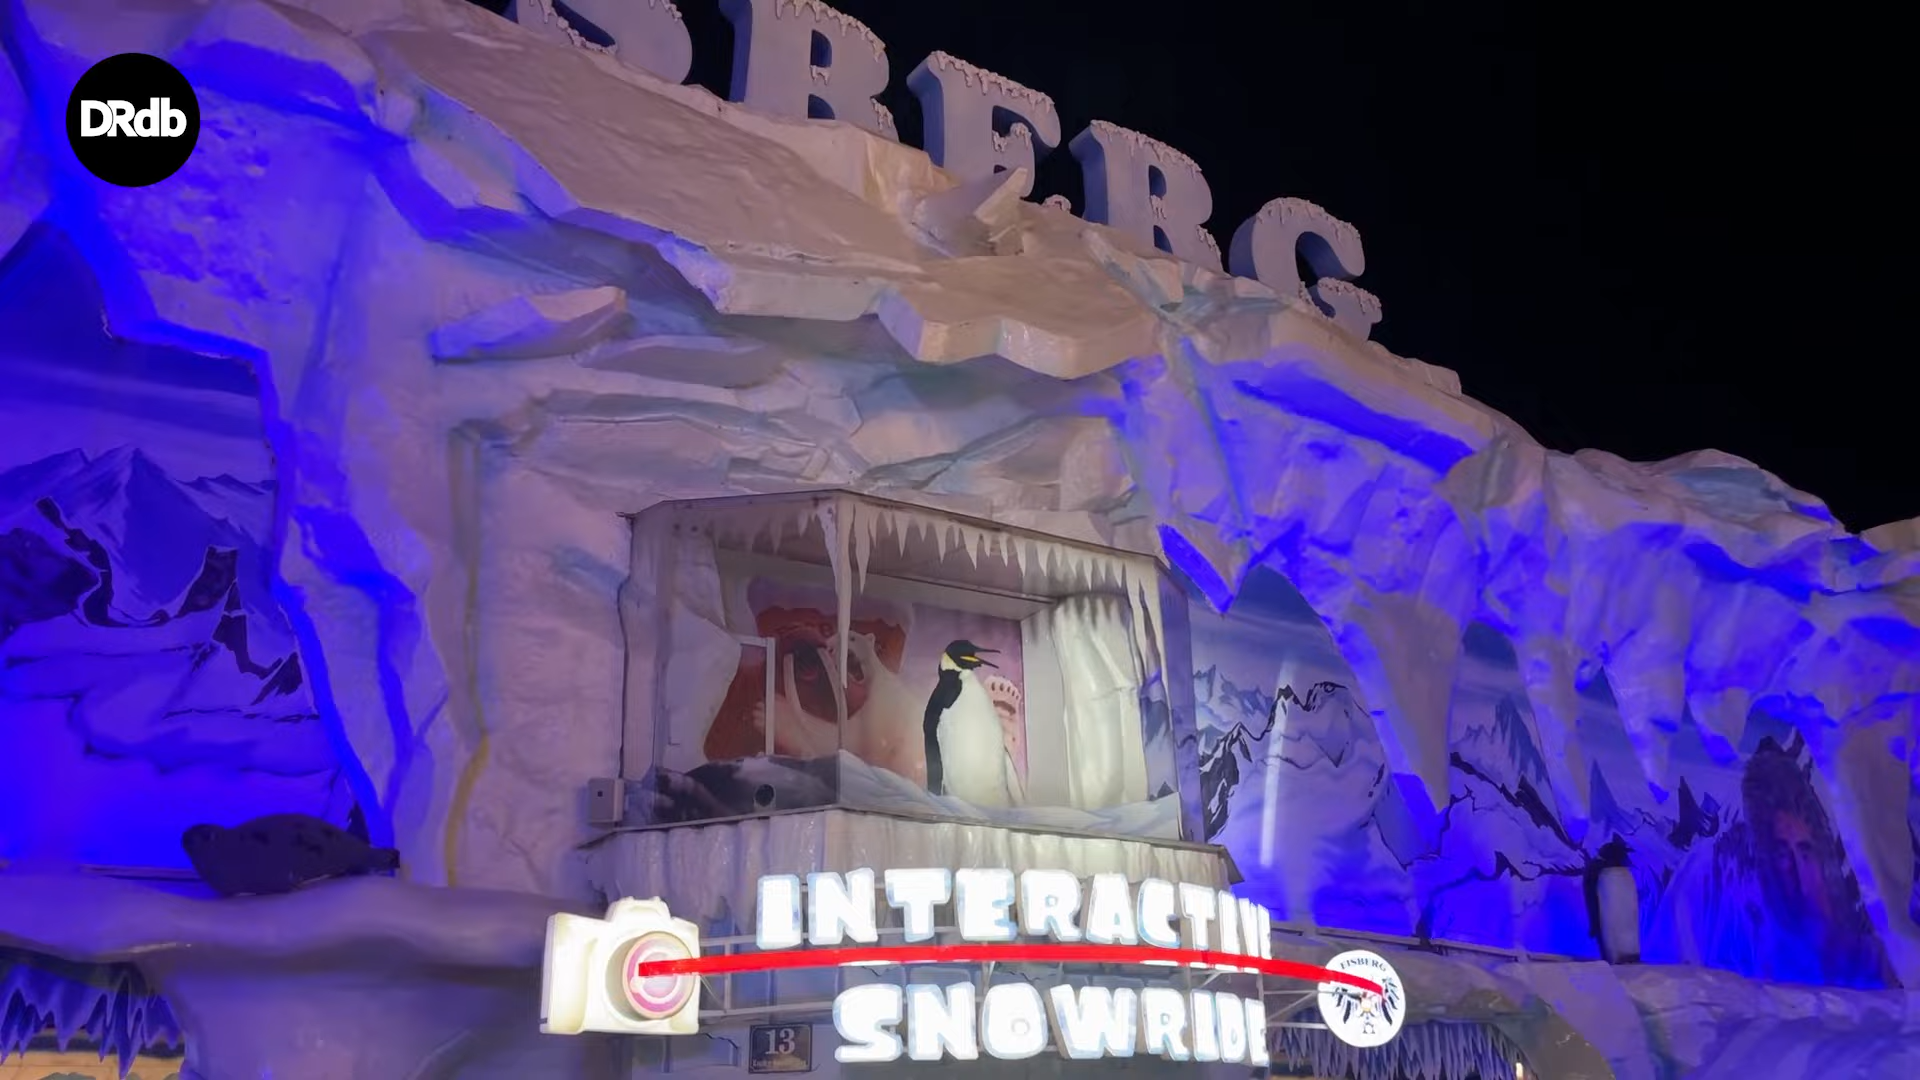 DRdb
SBERG
INTERACTIVE
EISBERG
SNOWRIDE
13